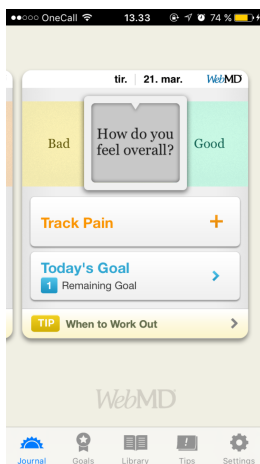 OneCall 13.33 74 %
tir. 21. mar. WebMD
Bad
How do you
feel overall?
Good
Track Pain +
Today's Goal
1 Remaining Goal
TIP When to Work Out
WebMD
Journal Goals Library Tips Settings